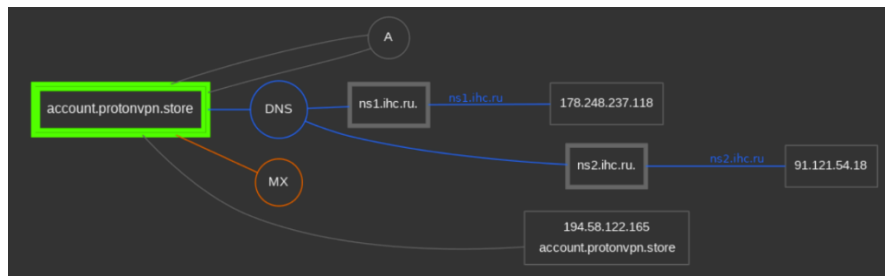 A
account.protonvpn.store
DNS
ns1.ihc.ru.
ns1.ihc.ru
178.248.237.118
ns2.ihc.ru.
ns2.ihc.ru
91.121.54.18
MX
194.58.122.165
account.protonvpn.store